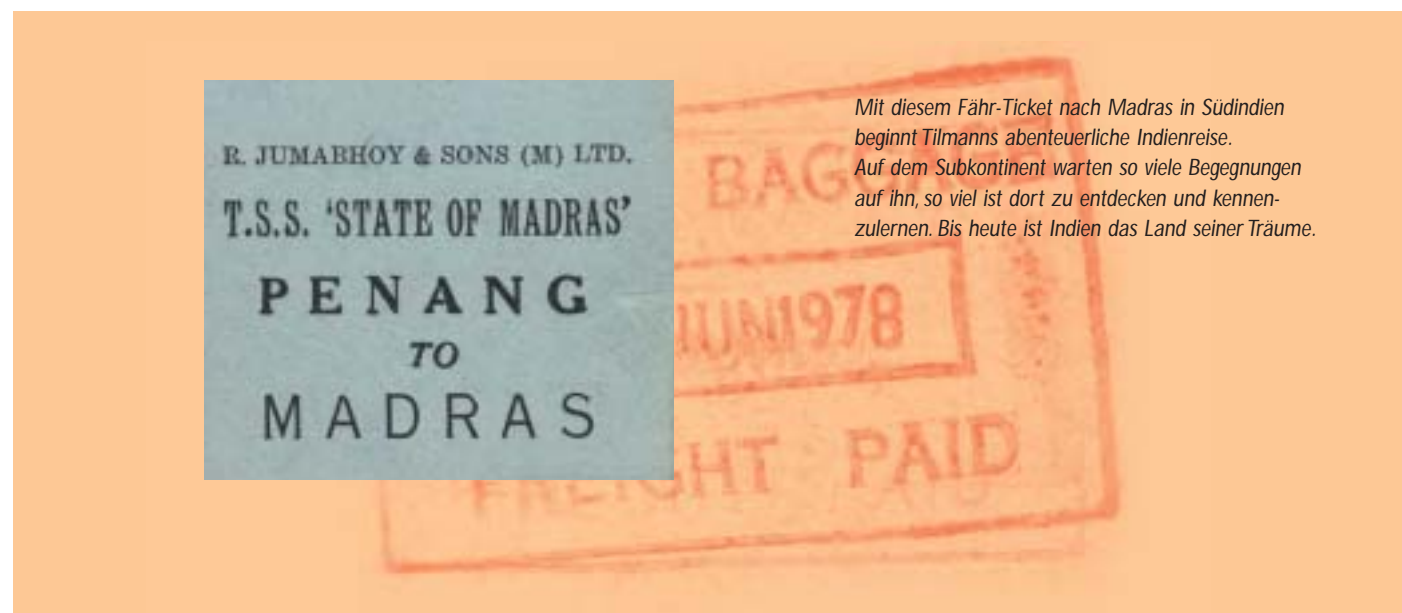 R. JUMABHOY & SONS (M) LTD.
T.S.S. 'STATE OF MADRAS'
PENANG
TO
MADRAS
Mit diesem Fähr-Ticket nach Madras in Südindien
beginnt Tilmanns abenteuerliche Indienreise.
Auf dem Subkontinent warten so viele Begegnungen
auf ihn, so viel ist dort zu entdecken und kennen-
zulernen. Bis heute ist Indien das Land seiner Träume.
BAGGAGE
JUN1978
FREIGHT PAID